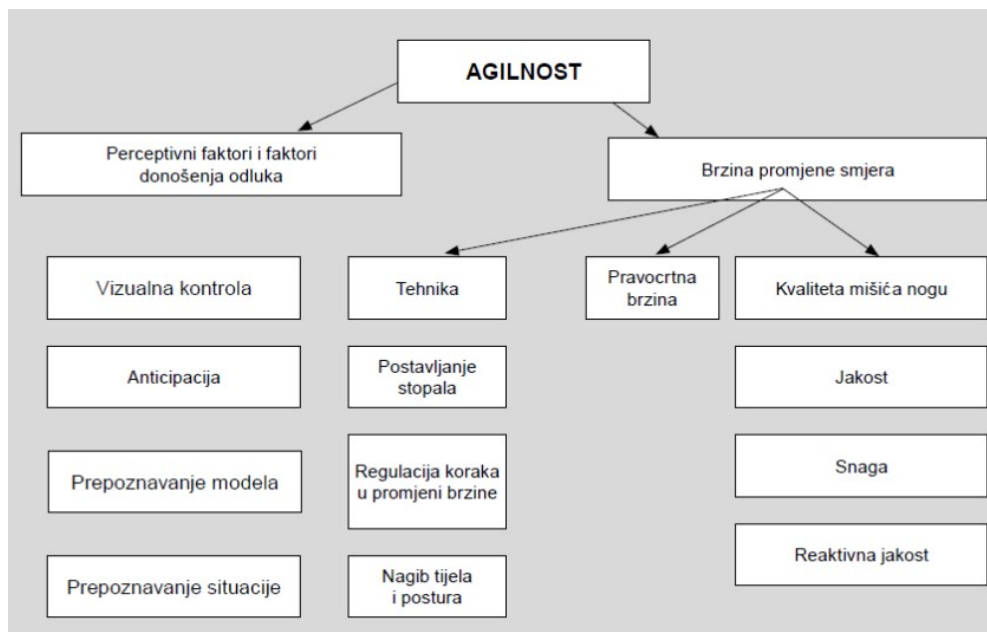 AGILNOST
Perceptivni faktori i faktori
donošenja odluka
Brzina promjene smjera
Vizualna kontrola
Anticipacija
Prepoznavanje modela
Prepoznavanje situacije
Tehnika
Postavljanje
stopala
Regulacija koraka
u promjeni brzine
Nagib tijela
i postura
Pravocrtna
brzina
Kvaliteta mišića nogu
Jakost
Snaga
Reaktivna jakost